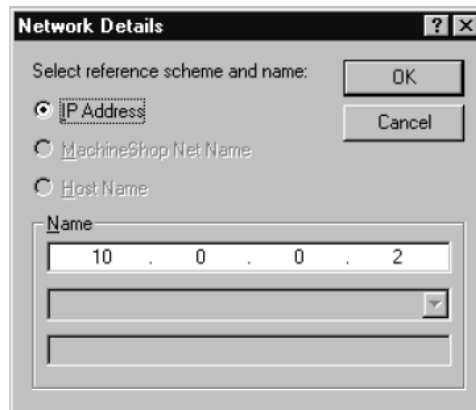 Network Details
Select reference scheme and name:
OK
IP Address
Cancel
MachineShop Net Name
Host Name
Name
10 . 0 . 0 . 2